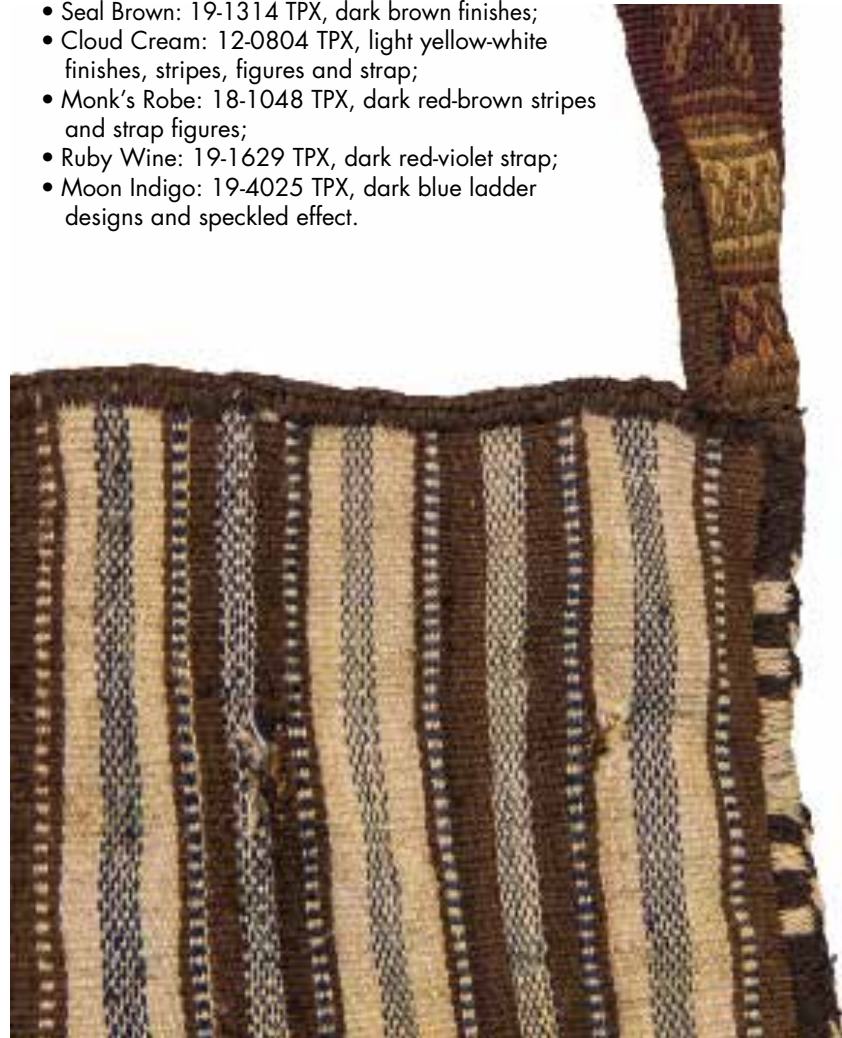 • Seal Brown: 19-1314 TPX, dark brown finishes;
• Cloud Cream: 12-0804 TPX, light yellow-white
finishes, stripes, figures and strap;
• Monk's Robe: 18-1048 TPX, dark red-brown stripes
and strap figures;
• Ruby Wine: 19-1629 TPX, dark red-violet strap;
• Moon Indigo: 19-4025 TPX, dark blue ladder
designs and speckled effect.